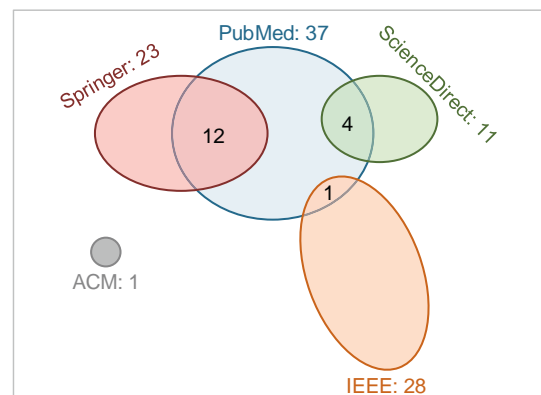 PubMed: 37
Springer: 23
ScienceDirect: 11
12
4
1
ACM: 1
IEEE: 28